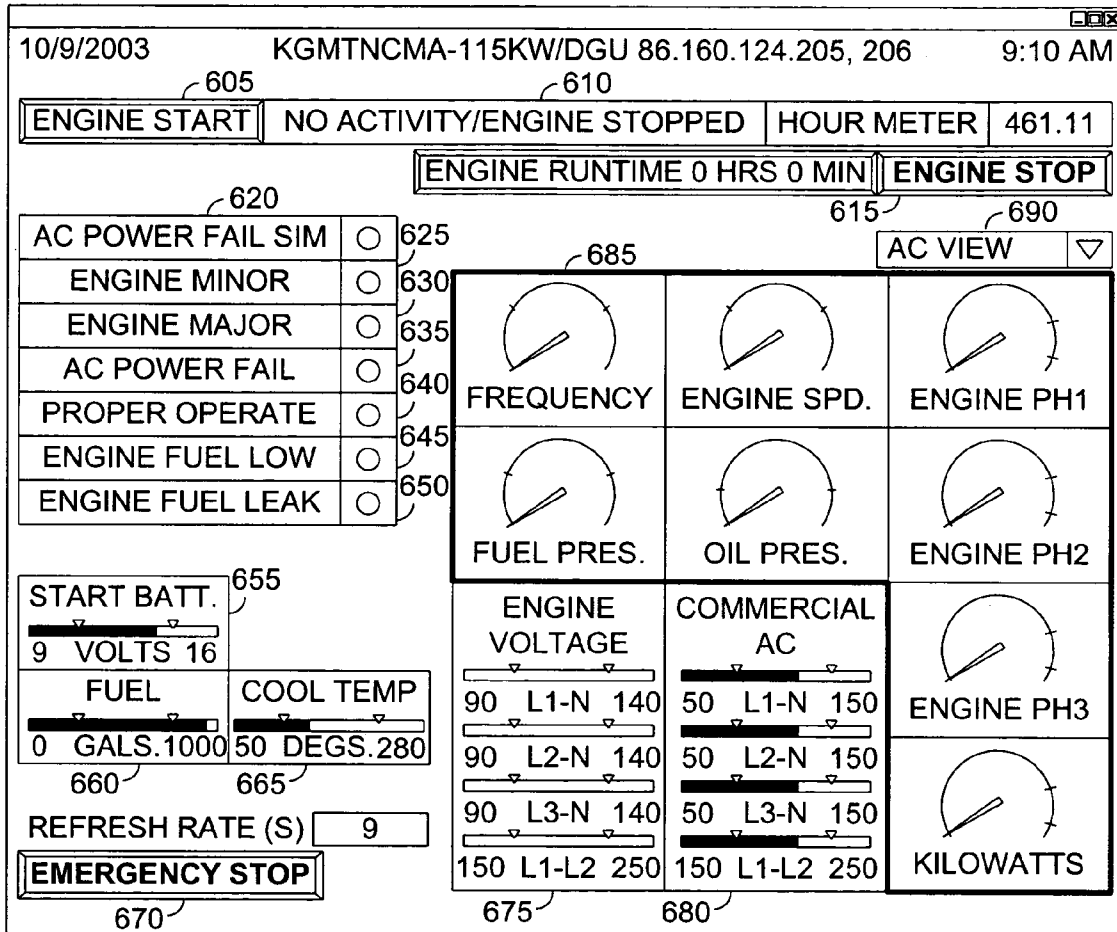 10/9/2003 KGMTNCMA-115KW/DGU 86.160.124.205, 206 9:10 AM
605 610
ENGINE START NO ACTIVITY/ENGINE STOPPED HOUR METER 461.11
ENGINE RUNTIME 0 HRS 0 MIN ENGINE STOP
620 615 690
AC POWER FAIL SIM 625
AC VIEW
ENGINE MINOR 630
685
ENGINE MAJOR 635
AC POWER FAIL 640
PROPER OPERATE 645
ENGINE FUEL LOW 650
ENGINE FUEL LEAK
FREQUENCY ENGINE SPD. ENGINE PH1
FUEL PRES. OIL PRES. ENGINE PH2
START BATT. 655
9 VOLTS 16
FUEL COOL TEMP
0 GALS. 1000 50 DEGS. 280
660 665
ENGINE VOLTAGE
90 L1-N 140
90 L2-N 140
90 L3-N 140
150 L1-L2 250
COMMERCIAL AC
50 L1-N 150
50 L2-N 150
50 L3-N 150
150 L1-L2 250
ENGINE PH3
KILOWATTS
REFRESH RATE (S) 9
EMERGENCY STOP
670 675 680